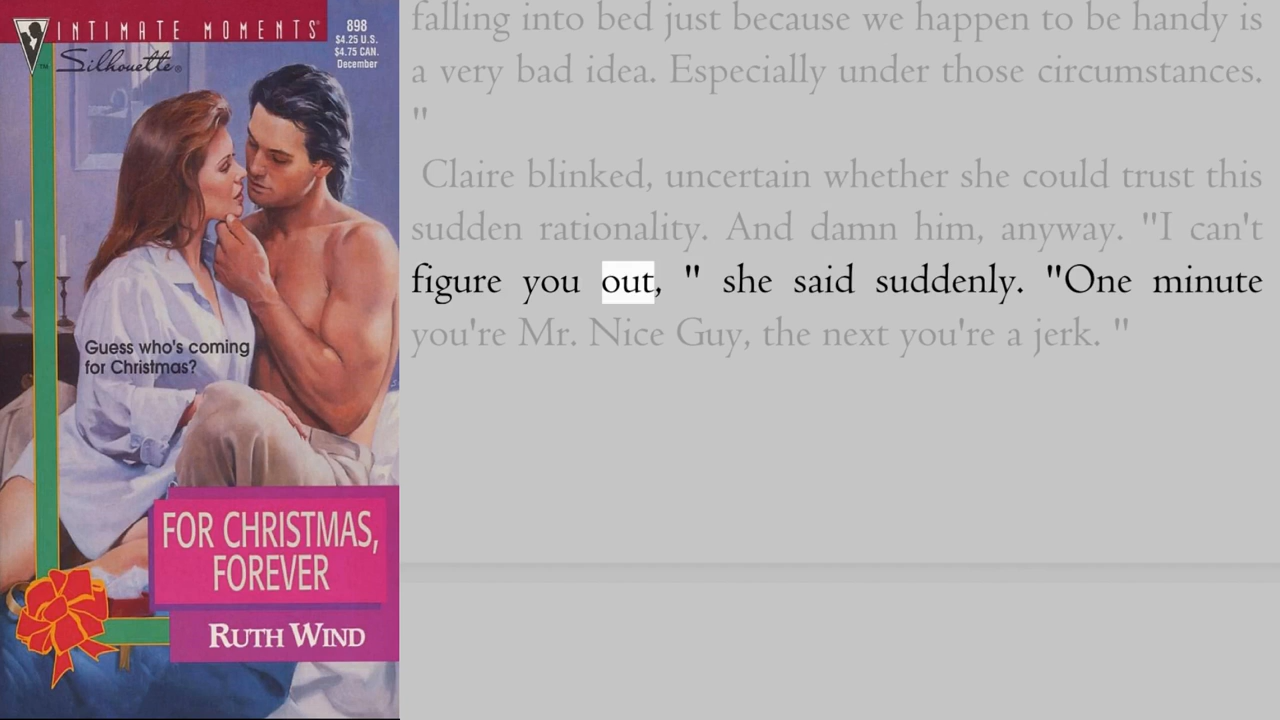 INTIMATE MOMENTS®
898
$4.25 U.S.
$4.75 CAN.
December
™
Silhouette®
Guess who's coming
for Christmas?
FOR CHRISTMAS,
FOREVER
RUTH WIND
falling into bed just because we happen to be handy is
a very bad idea. Especially under those circumstances.
"
Claire blinked, uncertain whether she could trust this
sudden rationality. And damn him, anyway. "I can't
figure you out, " she said suddenly. "One minute
you're Mr. Nice Guy, the next you're a jerk. "